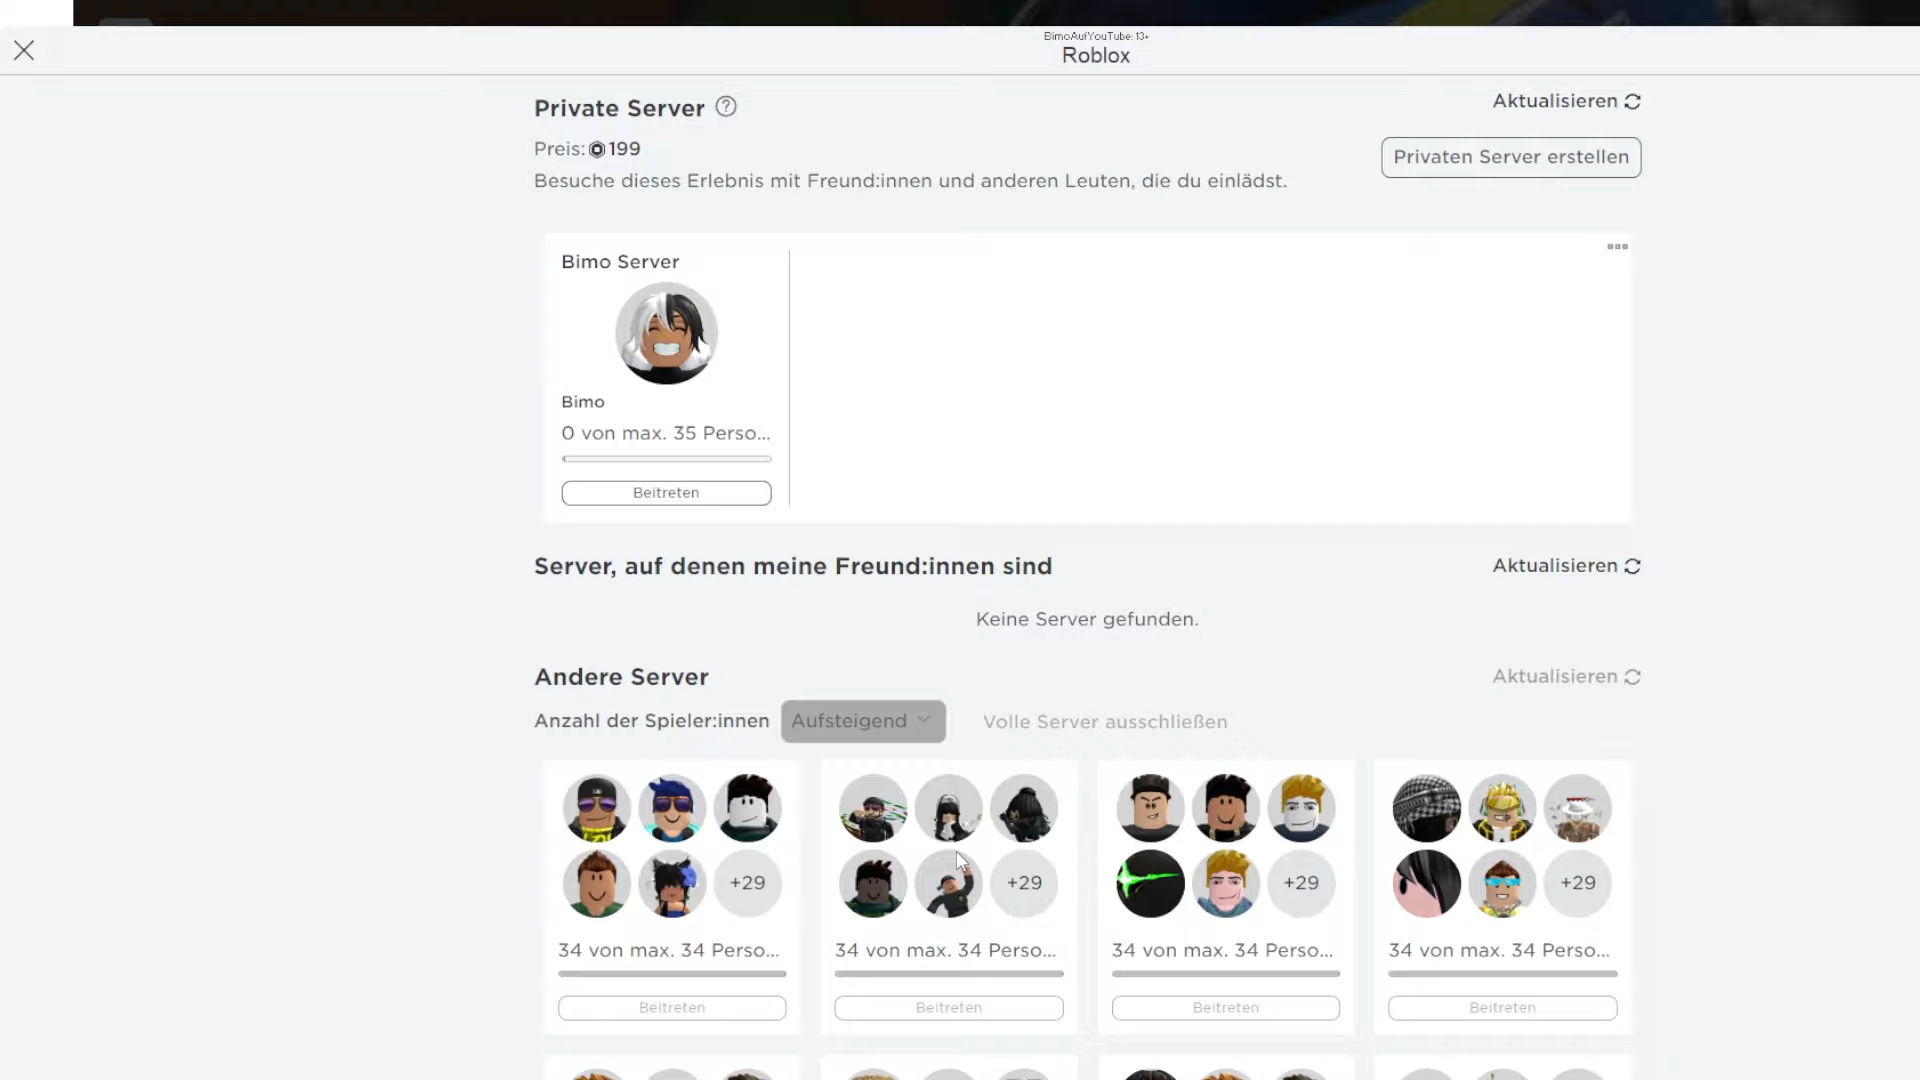 BimoAufYouTube: 13+
Roblox
Private Server
Aktualisieren
Preis: 199
Privaten Server erstellen
Besuche dieses Erlebnis mit Freund:innen und anderen Leuten, die du einlädst.
Bimo Server
Bimo
0 von max. 35 Perso...
Beitreten
Server, auf denen meine Freund:innen sind
Aktualisieren
Keine Server gefunden.
Andere Server
Aktualisieren
Anzahl der Spieler:innen Aufsteigend Volle Server ausschließen
+29 +29 +29 +29
34 von max. 34 Perso... 34 von max. 34 Perso... 34 von max. 34 Perso... 34 von max. 34 Perso...
Beitreten Beitreten Beitreten Beitreten